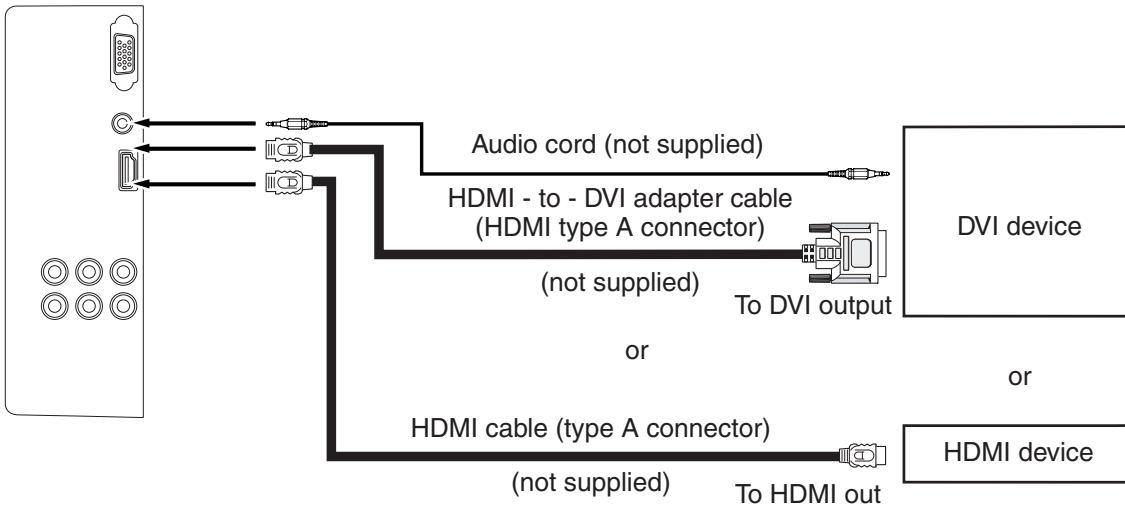 Audio cord (not supplied)
HDMI - to - DVI adapter cable
(HDMI type A connector)
(not supplied)
To DVI output
DVI device
or
or
HDMI cable (type A connector)
(not supplied)
To HDMI out
HDMI device